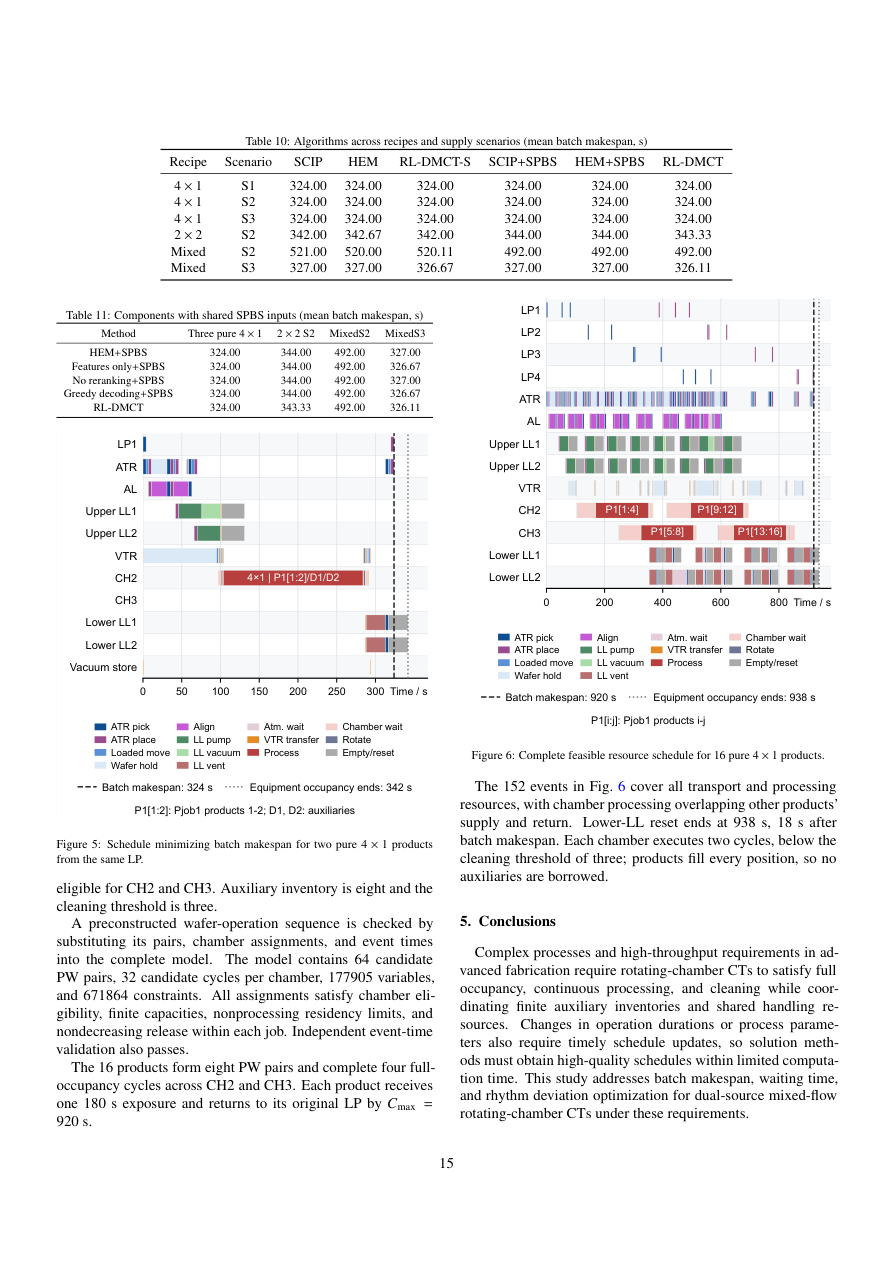 Table 10: Algorithms across recipes and supply scenarios (mean batch makespan, s)
Recipe Scenario SCIP HEM RL-DMCT-S SCIP+SPBS HEM+SPBS RL-DMCT
4 × 1 S1 324.00 324.00 324.00 324.00 324.00 324.00
4 × 1 S2 324.00 324.00 324.00 324.00 324.00 324.00
4 × 1 S3 324.00 324.00 324.00 324.00 324.00 324.00
2 × 2 S2 342.00 342.67 342.00 344.00 344.00 343.33
Mixed S2 521.00 520.00 520.11 492.00 492.00 492.00
Mixed S3 327.00 327.00 326.67 327.00 327.00 326.11
Table 11: Components with shared SPBS inputs (mean batch makespan, s)
Method Three pure 4 × 1 2 × 2 S2 MixedS2 MixedS3
HEM+SPBS 324.00 344.00 492.00 327.00
Features only+SPBS 324.00 344.00 492.00 326.67
No reranking+SPBS 324.00 344.00 492.00 327.00
Greedy decoding+SPBS 324.00 344.00 492.00 326.67
RL-DMCT 324.00 343.33 492.00 326.11
LP1
ATR
AL
Upper LL1
Upper LL2
VTR
CH2 4×1 | P1[1:2]/D1/D2
CH3
Lower LL1
Lower LL2
Vacuum store
0 50 100 150 200 250 300 Time / s
ATR pick Align Atm. wait Chamber wait
ATR place LL pump VTR transfer Rotate
Loaded move LL vacuum Process Empty/reset
Wafer hold LL vent
Batch makespan: 324 s Equipment occupancy ends: 342 s
P1[1:2]: Pjob1 products 1-2; D1, D2: auxiliaries
Figure 5: Schedule minimizing batch makespan for two pure 4 × 1 products
from the same LP.
eligible for CH2 and CH3. Auxiliary inventory is eight and the
cleaning threshold is three.
A preconstructed wafer-operation sequence is checked by
substituting its pairs, chamber assignments, and event times
into the complete model. The model contains 64 candidate
PW pairs, 32 candidate cycles per chamber, 177905 variables,
and 671864 constraints. All assignments satisfy chamber eli-
gibility, finite capacities, nonprocessing residency limits, and
nondecreasing release within each job. Independent event-time
validation also passes.
The 16 products form eight PW pairs and complete four full-
occupancy cycles across CH2 and CH3. Each product receives
one 180 s exposure and returns to its original LP by Cmax =
920 s.
LP1
LP2
LP3
LP4
ATR
AL
Upper LL1
Upper LL2
VTR
CH2 P1[1:4] P1[9:12]
CH3 P1[5:8] P1[13:16]
Lower LL1
Lower LL2
0 200 400 600 800 Time / s
ATR pick Align Atm. wait Chamber wait
ATR place LL pump VTR transfer Rotate
Loaded move LL vacuum Process Empty/reset
Wafer hold LL vent
Batch makespan: 920 s Equipment occupancy ends: 938 s
P1[i:j]: Pjob1 products i-j
Figure 6: Complete feasible resource schedule for 16 pure 4 × 1 products.
The 152 events in Fig. 6 cover all transport and processing
resources, with chamber processing overlapping other products'
supply and return. Lower-LL reset ends at 938 s, 18 s after
batch makespan. Each chamber executes two cycles, below the
cleaning threshold of three; products fill every position, so no
auxiliaries are borrowed.
5. Conclusions
Complex processes and high-throughput requirements in ad-
vanced fabrication require rotating-chamber CTs to satisfy full
occupancy, continuous processing, and cleaning while coor-
dinating finite auxiliary inventories and shared handling re-
sources. Changes in operation durations or process parame-
ters also require timely schedule updates, so solution meth-
ods must obtain high-quality schedules within limited computa-
tion time. This study addresses batch makespan, waiting time,
and rhythm deviation optimization for dual-source mixed-flow
rotating-chamber CTs under these requirements.
15